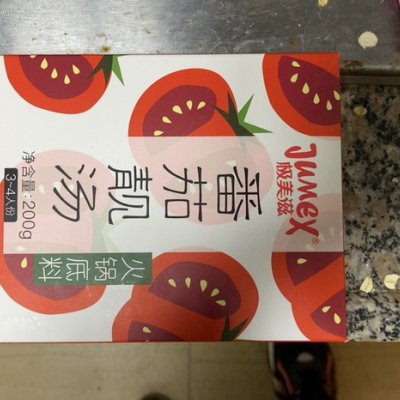 Jumex®
极美滋
番茄
靓汤
火锅底料
净含量:200g
3~4人份